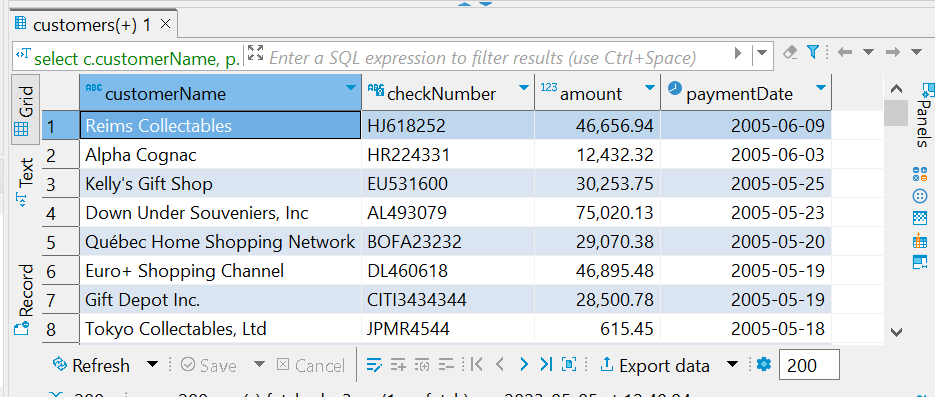 customers(+) 1
select c.customerName, p. Enter a SQL expression to filter results (use Ctrl+Space)
Grid
Text
Record
Panels
ABC customerName ABC checkNumber 123 amount paymentDate
1 Reims Collectables HJ618252 46,656.94 2005-06-09
2 Alpha Cognac HR224331 12,432.32 2005-06-03
3 Kelly's Gift Shop EU531600 30,253.75 2005-05-25
4 Down Under Souveniers, Inc AL493079 75,020.13 2005-05-23
5 Québec Home Shopping Network BOFA23232 29,070.38 2005-05-20
6 Euro+ Shopping Channel DL460618 46,895.48 2005-05-19
7 Gift Depot Inc. CITI3434344 28,500.78 2005-05-19
8 Tokyo Collectables, Ltd JPMR4544 615.45 2005-05-18
Refresh Save Cancel Export data 200